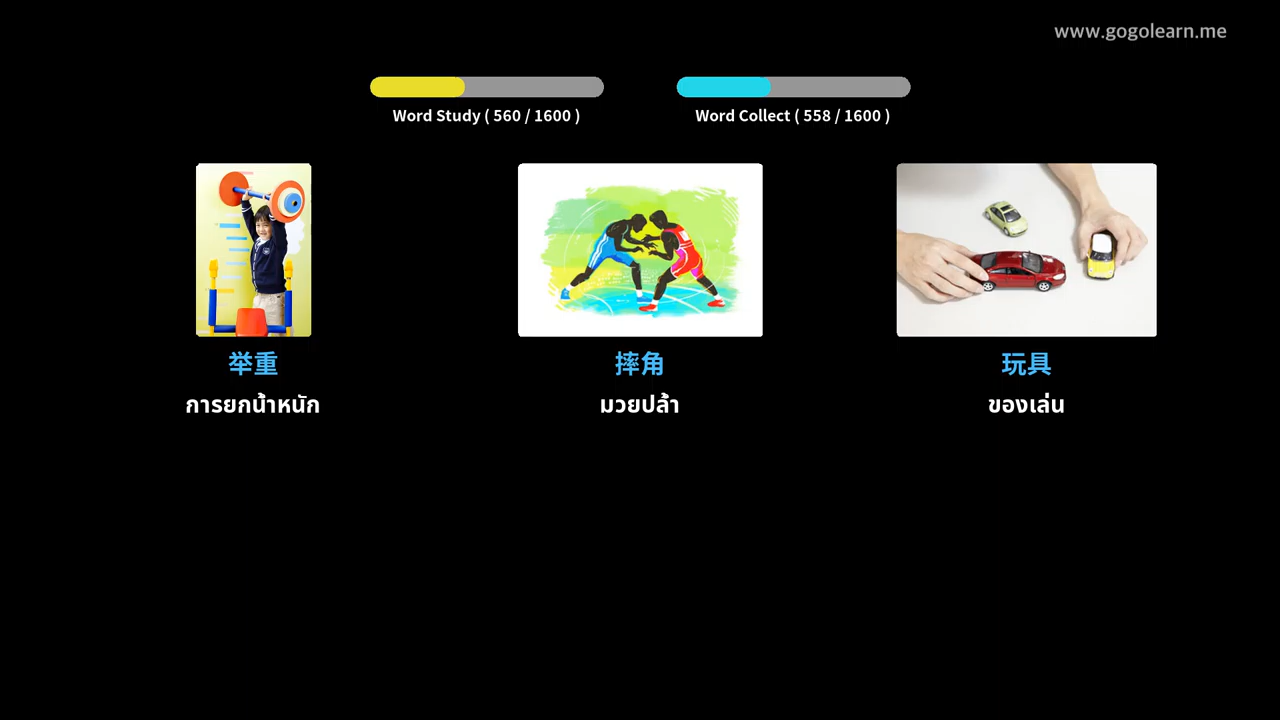 www.gogolearn.me
Word Study ( 560 / 1600 )
Word Collect ( 558 / 1600 )
举重
摔角
玩具
การยกน้ำหนัก
มวยปล้ำ
ของเล่น